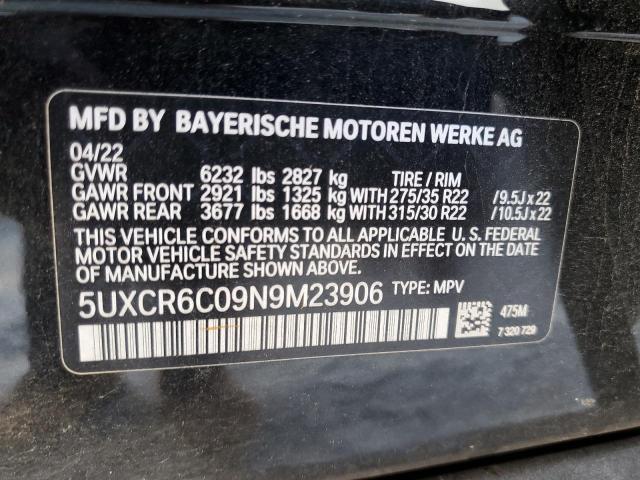 MFD BY BAYERISCHE MOTOREN WERKE AG
04/22
GVWR 6232 lbs 2827 kg TIRE / RIM
GAWR FRONT 2921 lbs 1325 kg WITH 275/35 R22 /9.5J x 22
GAWR REAR 3677 lbs 1668 kg WITH 315/30 R22 /10.5J x 22
THIS VEHICLE CONFORMS TO ALL APPLICABLE U. S. FEDERAL
MOTOR VEHICLE SAFETY STANDARDS IN EFFECT ON THE DATE
OF MANUFACTURE SHOWN ABOVE.
5UXCR6C09N9M23906 TYPE: MPV
475M
7 320 729